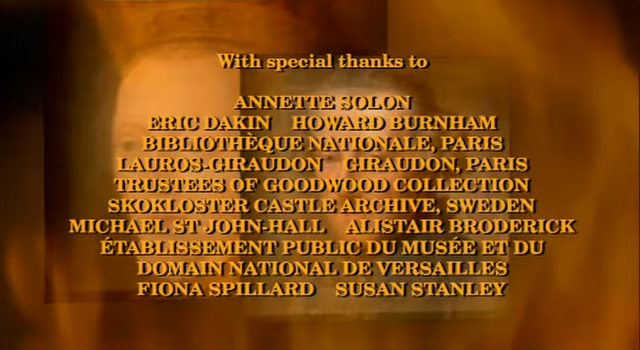 With special thanks to
ANNETTE SOLON
ERIC DAKIN HOWARD BURNHAM
BIBLIOTHÈQUE NATIONALE, PARIS
LAUROS-GIRAUDON GIRAUDON, PARIS
TRUSTEES OF GOODWOOD COLLECTION
SKOKLOSTER CASTLE ARCHIVE, SWEDEN
MICHAEL ST JOHN-HALL ALISTAIR BRODERICK
ÉTABLISSEMENT PUBLIC DU MUSÉE ET DU
DOMAIN NATIONAL DE VERSAILLES
FIONA SPILLARD SUSAN STANLEY